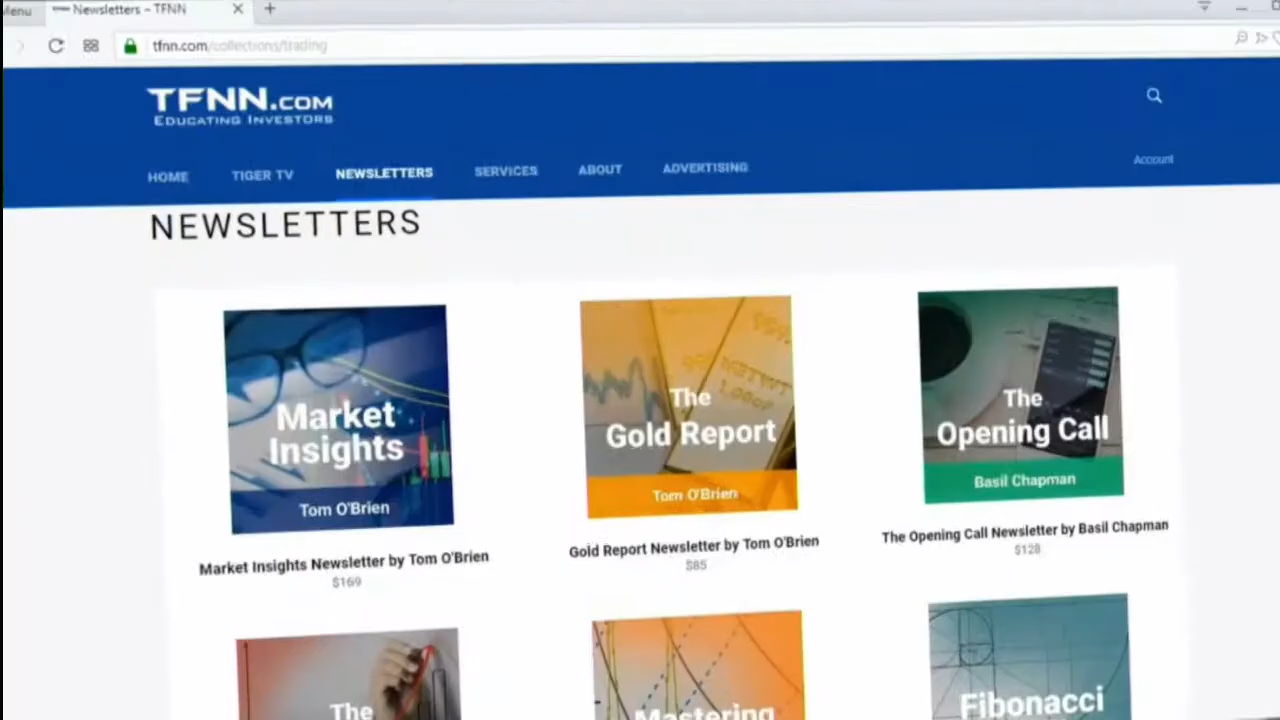 Menu
Newsletters – TFNN
tfnn.com/collections/trading
TFNN.COM
EDUCATING INVESTORS
HOME TIGER TV NEWSLETTERS SERVICES ABOUT ADVERTISING Account
NEWSLETTERS
Market
Insights
Tom O'Brien
Market Insights Newsletter by Tom O'Brien
$169
The
Gold Report
Tom O'Brien
Gold Report Newsletter by Tom O'Brien
$85
The
Opening Call
Basil Chapman
The Opening Call Newsletter by Basil Chapman
$128
The
Mastering
Fibonacci